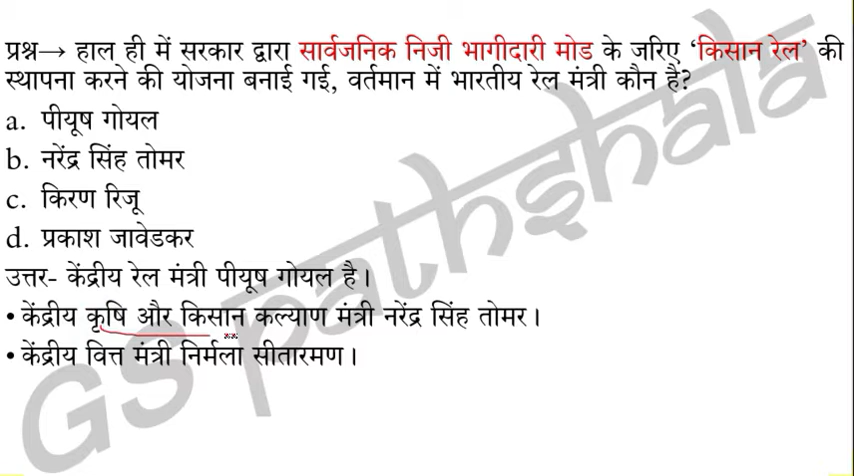 प्रश्न→ हाल ही में सरकार द्वारा सार्वजनिक निजी भागीदारी मोड के जरिए ‘किसान रेल’ की
स्थापना करने की योजना बनाई गई, वर्तमान में भारतीय रेल मंत्री कौन है?
a. पीयूष गोयल
b. नरेंद्र सिंह तोमर
c. किरण रिजू
d. प्रकाश जावेडकर
उत्तर- केंद्रीय रेल मंत्री पीयूष गोयल है।
• केंद्रीय कृषि और किसान कल्याण मंत्री नरेंद्र सिंह तोमर।
• केंद्रीय वित्त मंत्री निर्मला सीतारमण।
GS pathshala